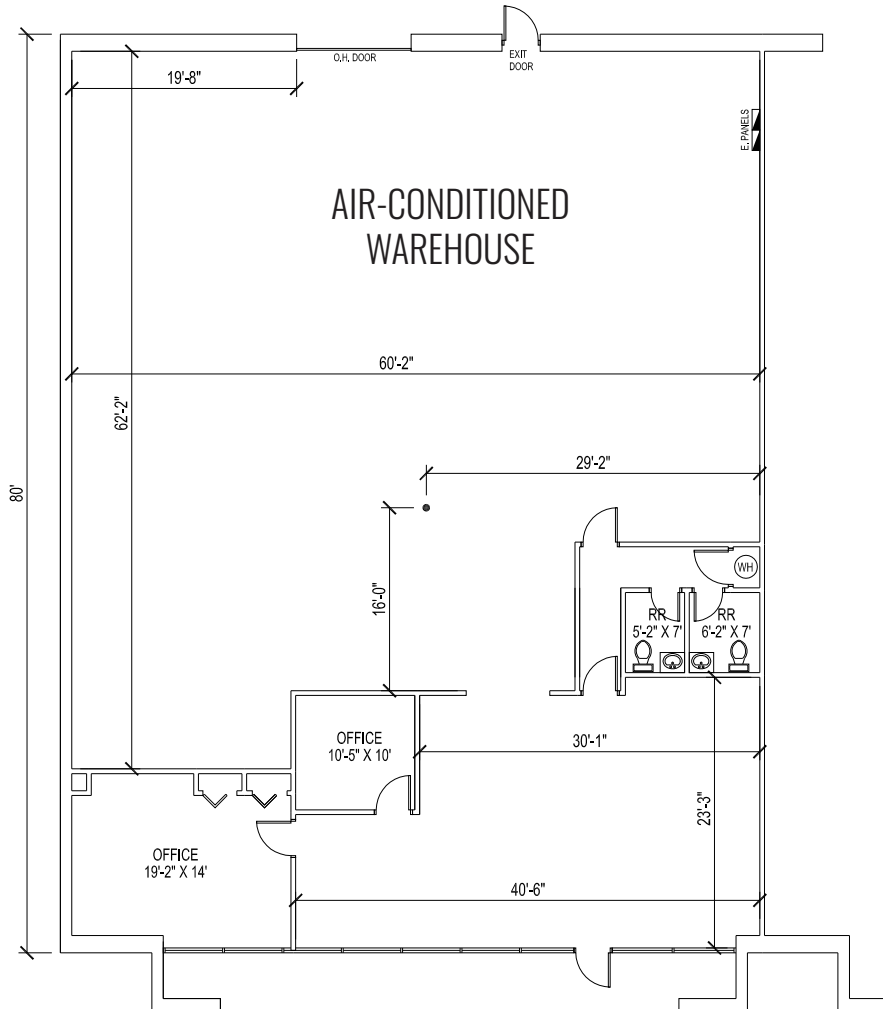 O.H. DOOR
EXIT
DOOR
19'-8"
E. PANELS
AIR-CONDITIONED
WAREHOUSE
60'-2"
62'-2"
29'-2"
80'
16'-0"
WH
RR
5'-2" X 7'
RR
6'-2" X 7'
OFFICE
10'-5" X 10'
30'-1"
23'-3"
OFFICE
19'-2" X 14'
40'-6"